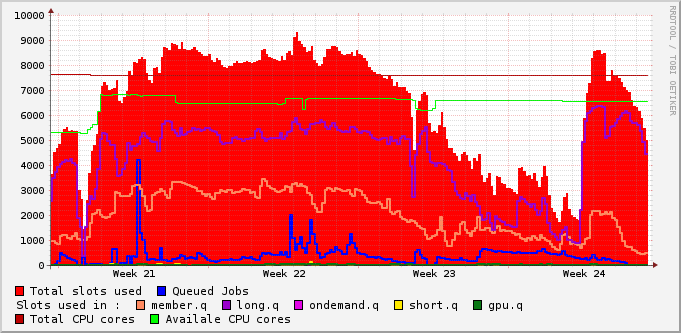 10000
9000
8000
7000
6000
5000
4000
3000
2000
1000
0
Week 21 Week 22 Week 23 Week 24
Total slots used Queued Jobs
Slots used in : member.q long.q ondemand.q short.q gpu.q
Total CPU cores Availale CPU cores
RRDTOOL / TOBI OETIKER